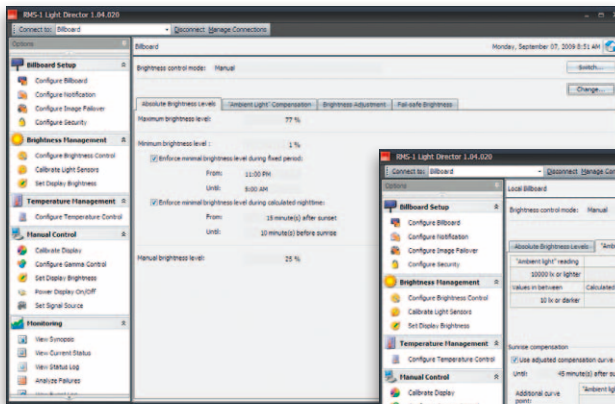 RMS-1 Light Director 1.04.020
Connect to: Billboard Disconnect Manage Connections
Options
Billboard Setup
Configure Billboard
Configure Notification
Configure Image Failover
Configure Security
Brightness Management
Configure Brightness Control
Calibrate Light Sensors
Set Display Brightness
Temperature Management
Configure Temperature Control
Manual Control
Calibrate Display
Configure Gamma Control
Set Display Brightness
Power Display On/Off
Set Signal Source
Monitoring
View Synopsis
View Current Status
View Status Log
Analyze Failures
Billboard Monday, September 07, 2009 8:51 AM
Brightness control mode: Manual Switch...
Change...
Absolute Brightness Levels "Ambient Light" Compensation Brightness Adjustment Fail-safe Brightness
Maximum brightness level: 77 %
Minimum brightness level : 1 %
Enforce minimal brightness level during fixed period:
From: 11:00 PM
Until: 8:00 AM
Enforce minimal brightness level during calculated nighttime:
From: 15 minute(s) after sunset
Until: 10 minute(s) before sunrise
Manual brightness level: 25 %
RMS-1 Light Director 1.04.020
Connect to: Billboard Disconnect Manage Con
Options
Billboard Setup
Configure Billboard
Configure Notification
Configure Image Failover
Configure Security
Brightness Management
Configure Brightness Control
Calibrate Light Sensors
Set Display Brightness
Temperature Management
Configure Temperature Control
Manual Control
Calibrate Display
Local Billboard
Brightness control mode: Manual
Absolute Brightness Levels "Amb
"Ambient light" reading
10000 lx or lighter
Values in between Calculated
10 lx or darker
Sunrise compensation
Use adjusted compensation curve
Until: 45 minute(s) after su
Additional curve point: "Ambient ligh